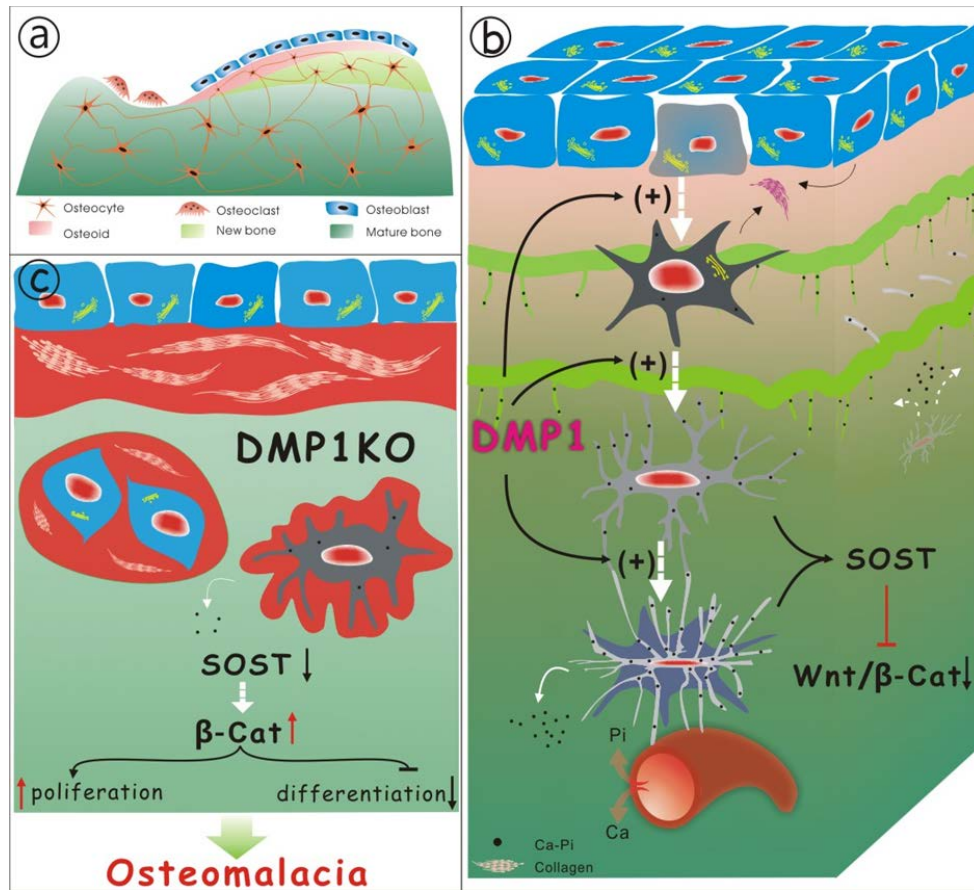 a
Osteocyte
Osteoclast
Osteoblast
Osteoid
New bone
Mature bone
b
(+)
(+)
DMP1
(+)
SOST
Wnt/β-Cat↓
Pi
Ca
Ca-Pi
Collagen
c
DMP1KO
SOST ↓
β-Cat ↑
↑ poliferation
differentiation ↓
Osteomalacia